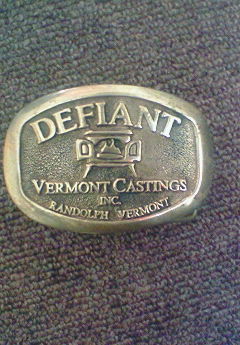 DEFIANT
VERMONT CASTINGS
INC.
RANDOLPH VERMONT